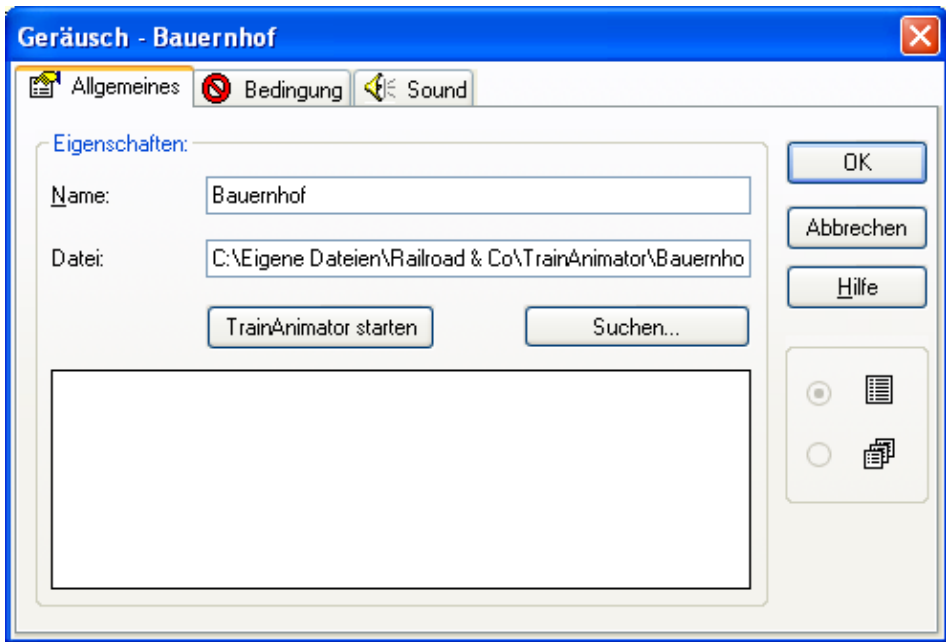 Geräusch - Bauernhof
Allgemeines Bedingung Sound
Eigenschaften:
Name: Bauernhof
Datei: C:\Eigene Dateien\Railroad & Co\TrainAnimator\Bauernho
TrainAnimator starten Suchen...
OK
Abbrechen
Hilfe